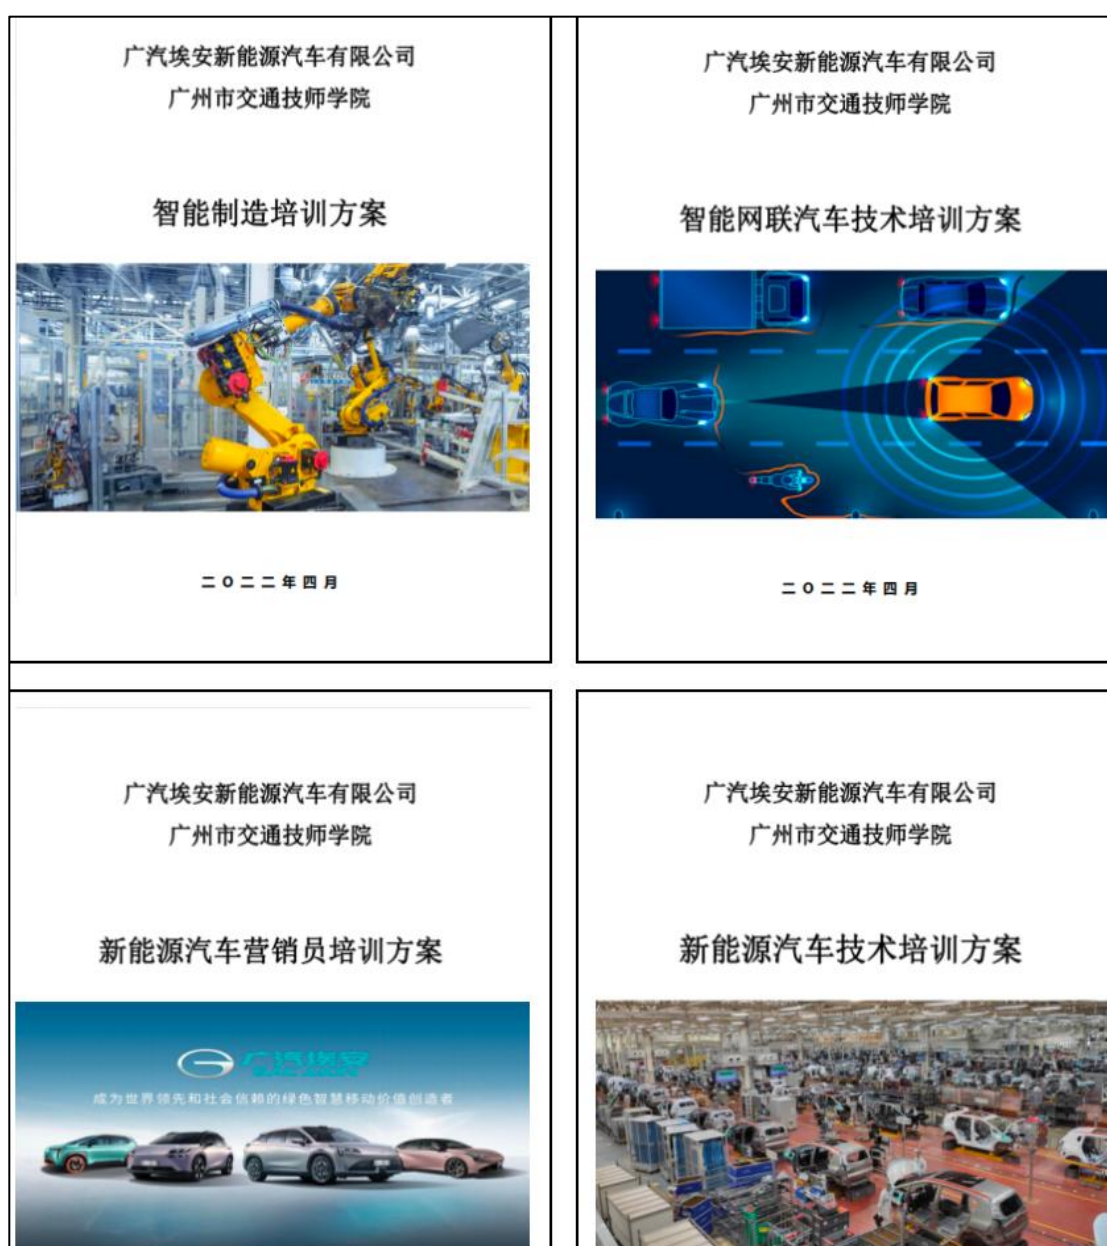 广汽埃安新能源汽车有限公司
广州市交通技师学院
智能制造培训方案
二〇二二年四月
广汽埃安新能源汽车有限公司
广州市交通技师学院
智能网联汽车技术培训方案
二〇二二年四月
广汽埃安新能源汽车有限公司
广州市交通技师学院
新能源汽车营销员培训方案
广汽埃安
GAC AION
成为世界领先和社会信赖的绿色智慧移动价值创造者
广汽埃安新能源汽车有限公司
广州市交通技师学院
新能源汽车技术培训方案